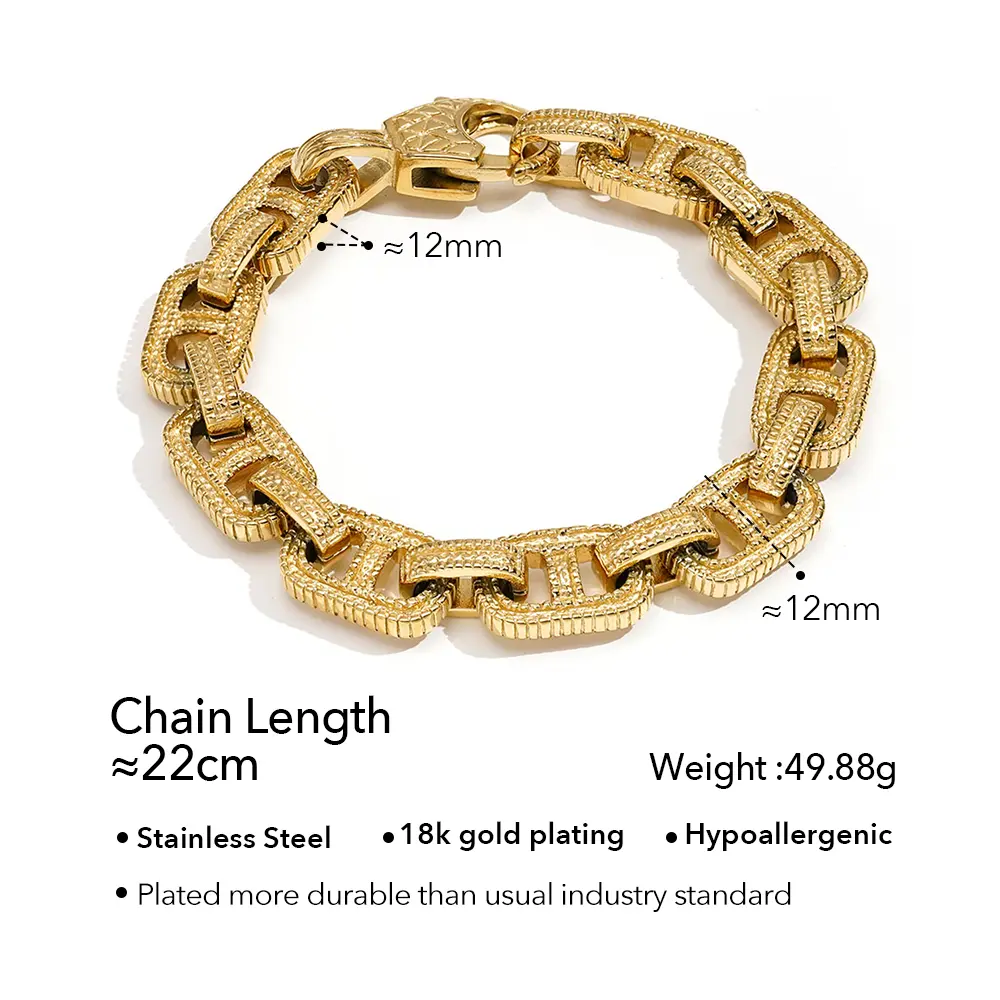 ≈12mm
≈12mm
Chain Length
≈22cm
Weight :49.88g
• Stainless Steel
• 18k gold plating
• Hypoallergenic
• Plated more durable than usual industry standard